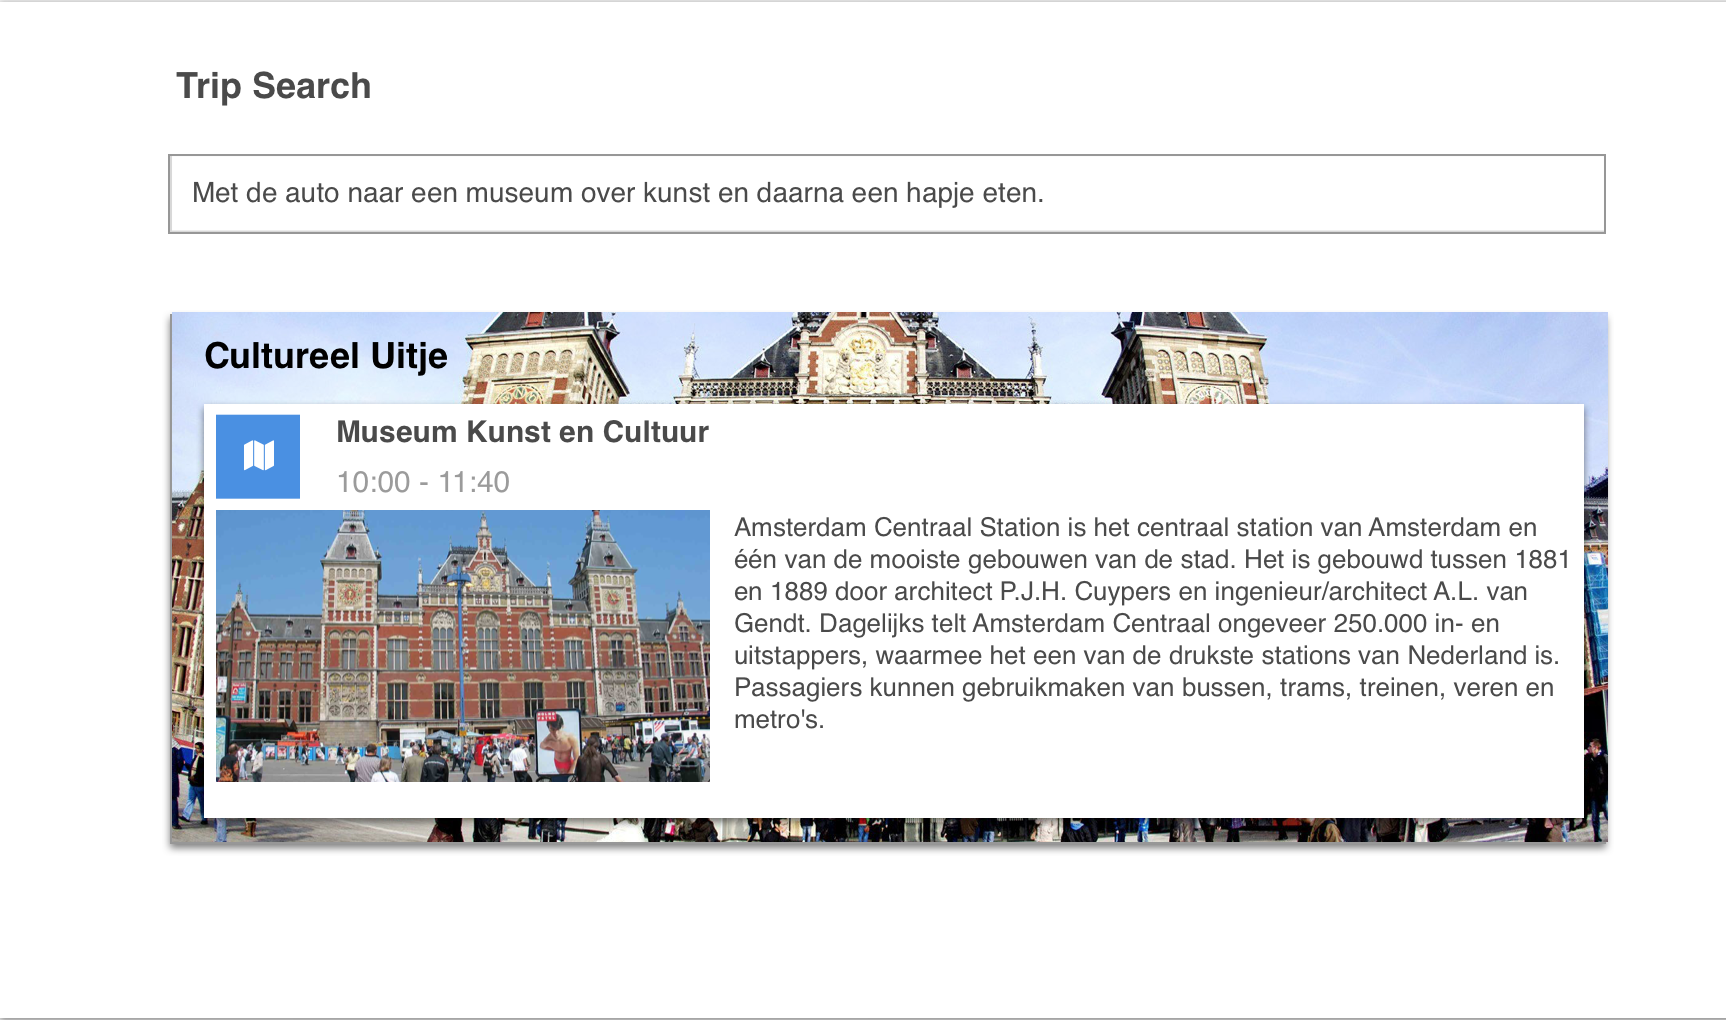 Trip Search
Met de auto naar een museum over kunst en daarna een hapje eten.
Cultureel Uitje
Museum Kunst en Cultuur
10:00 - 11:40
Amsterdam Centraal Station is het centraal station van Amsterdam en
één van de mooiste gebouwen van de stad. Het is gebouwd tussen 1881
en 1889 door architect P.J.H. Cuypers en ingenieur/architect A.L. van
Gendt. Dagelijks telt Amsterdam Centraal ongeveer 250.000 in- en
uitstappers, waarmee het een van de drukste stations van Nederland is.
Passagiers kunnen gebruikmaken van bussen, trams, treinen, veren en
metro's.